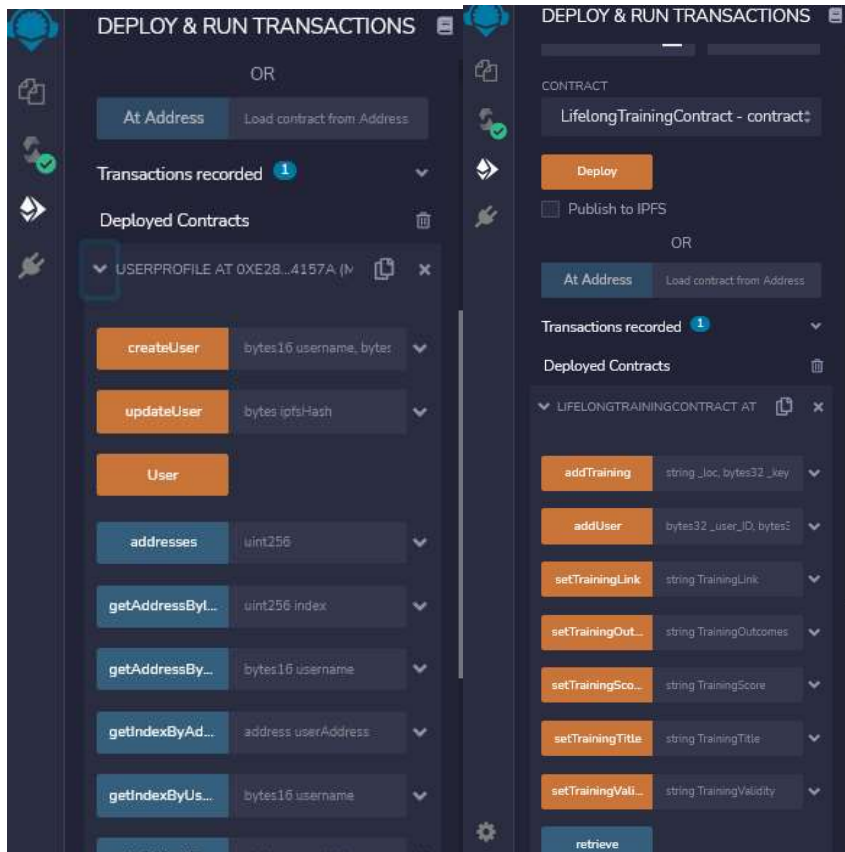 DEPLOY & RUN TRANSACTIONS
OR
At Address Load contract from Address
Transactions recorded 1
Deployed Contracts
USERPROFILE AT 0XE28...4157A (M
createUser bytes16 username, bytes
updateUser bytes ipfsHash
User
addresses uint256
getAddressByI... uint256 index
getAddressBy... bytes16 username
getIndexByAd... address userAddress
getIndexByUs... bytes16 username
DEPLOY & RUN TRANSACTIONS
CONTRACT
LifelongTrainingContract - contract
Deploy
Publish to IPFS
OR
At Address Load contract from Address
Transactions recorded 1
Deployed Contracts
LIFELONGTRAININGCONTRACT AT
addTraining string _loc, bytes32 _key
addUser bytes32 _user_ID, bytes3
setTrainingLink string TrainingLink
setTrainingOut... string TrainingOutcomes
setTrainingSco... string TrainingScore
setTrainingTitle string TrainingTitle
setTrainingVali... string TrainingValidity
retrieve